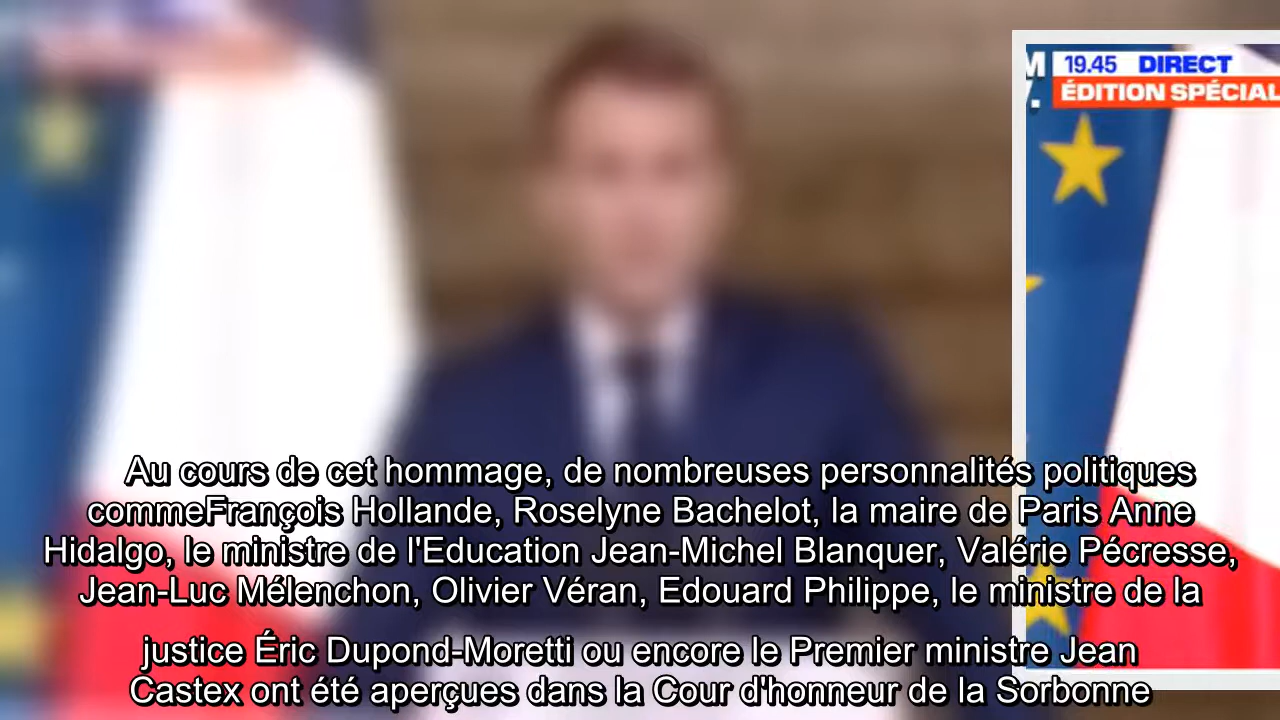 M
19.45 DIRECT
V.
ÉDITION SPÉCIAL
Au cours de cet hommage, de nombreuses personnalités politiques
commeFrançois Hollande, Roselyne Bachelot, la maire de Paris Anne
Hidalgo, le ministre de l'Education Jean-Michel Blanquer, Valérie Pécresse,
Jean-Luc Mélenchon, Olivier Véran, Edouard Philippe, le ministre de la
justice Éric Dupond-Moretti ou encore le Premier ministre Jean
Castex ont été aperçues dans la Cour d'honneur de la Sorbonne